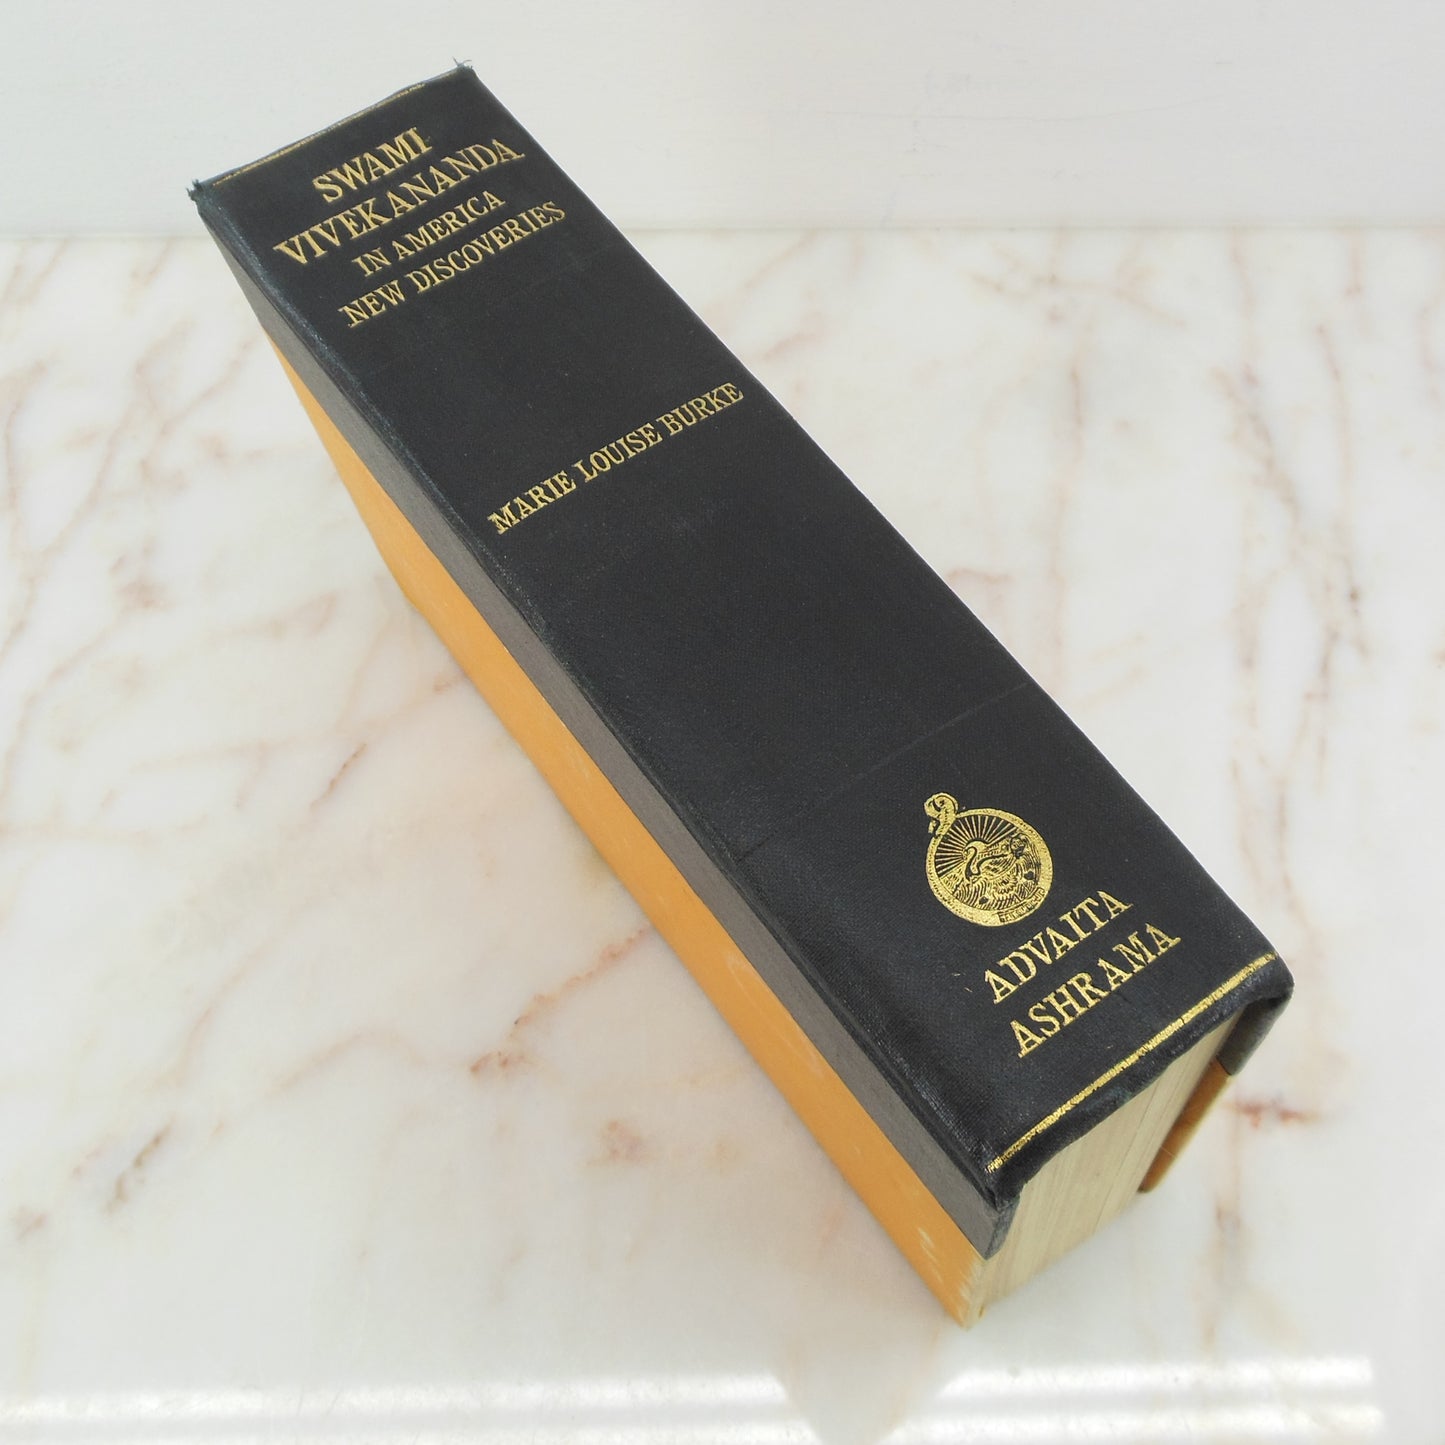 SWAMI
VIVEKANANDA
IN AMERICA
NEW DISCOVERIES
MARIE LOUISE BURKE
ADVAITA
ASHRAMA